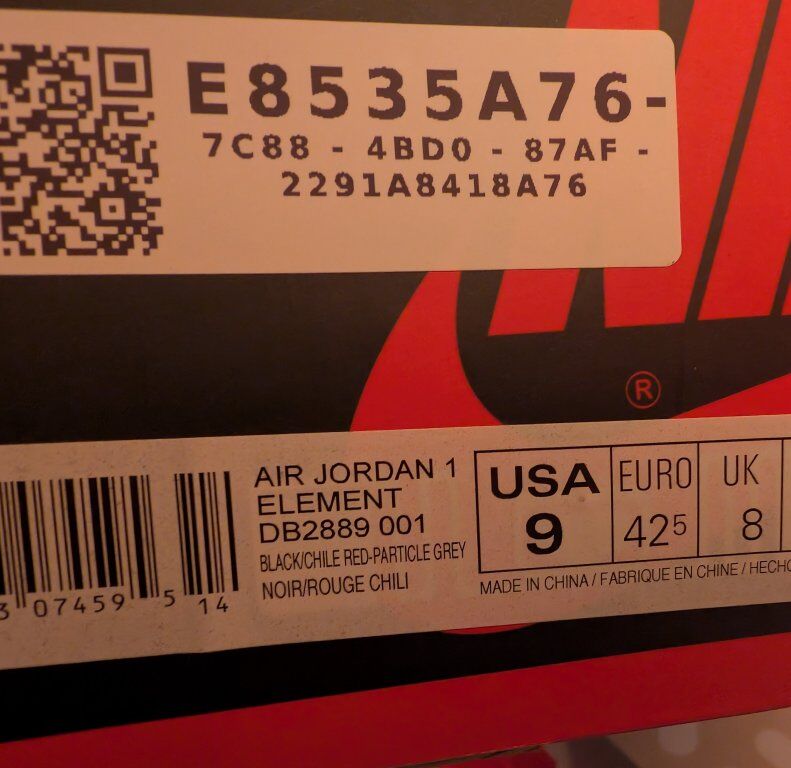 E8535A76-
7C88 - 4BD0 - 87AF -
2291A8418A76
®
AIR JORDAN 1
ELEMENT
DB2889 001
BLACK/CHILE RED-PARTICLE GREY
NOIR/ROUGE CHILI
USA
9
EURO
425
UK
8
MADE IN CHINA / FABRIQUE EN CHINE / HECHO
3 07459 5 14